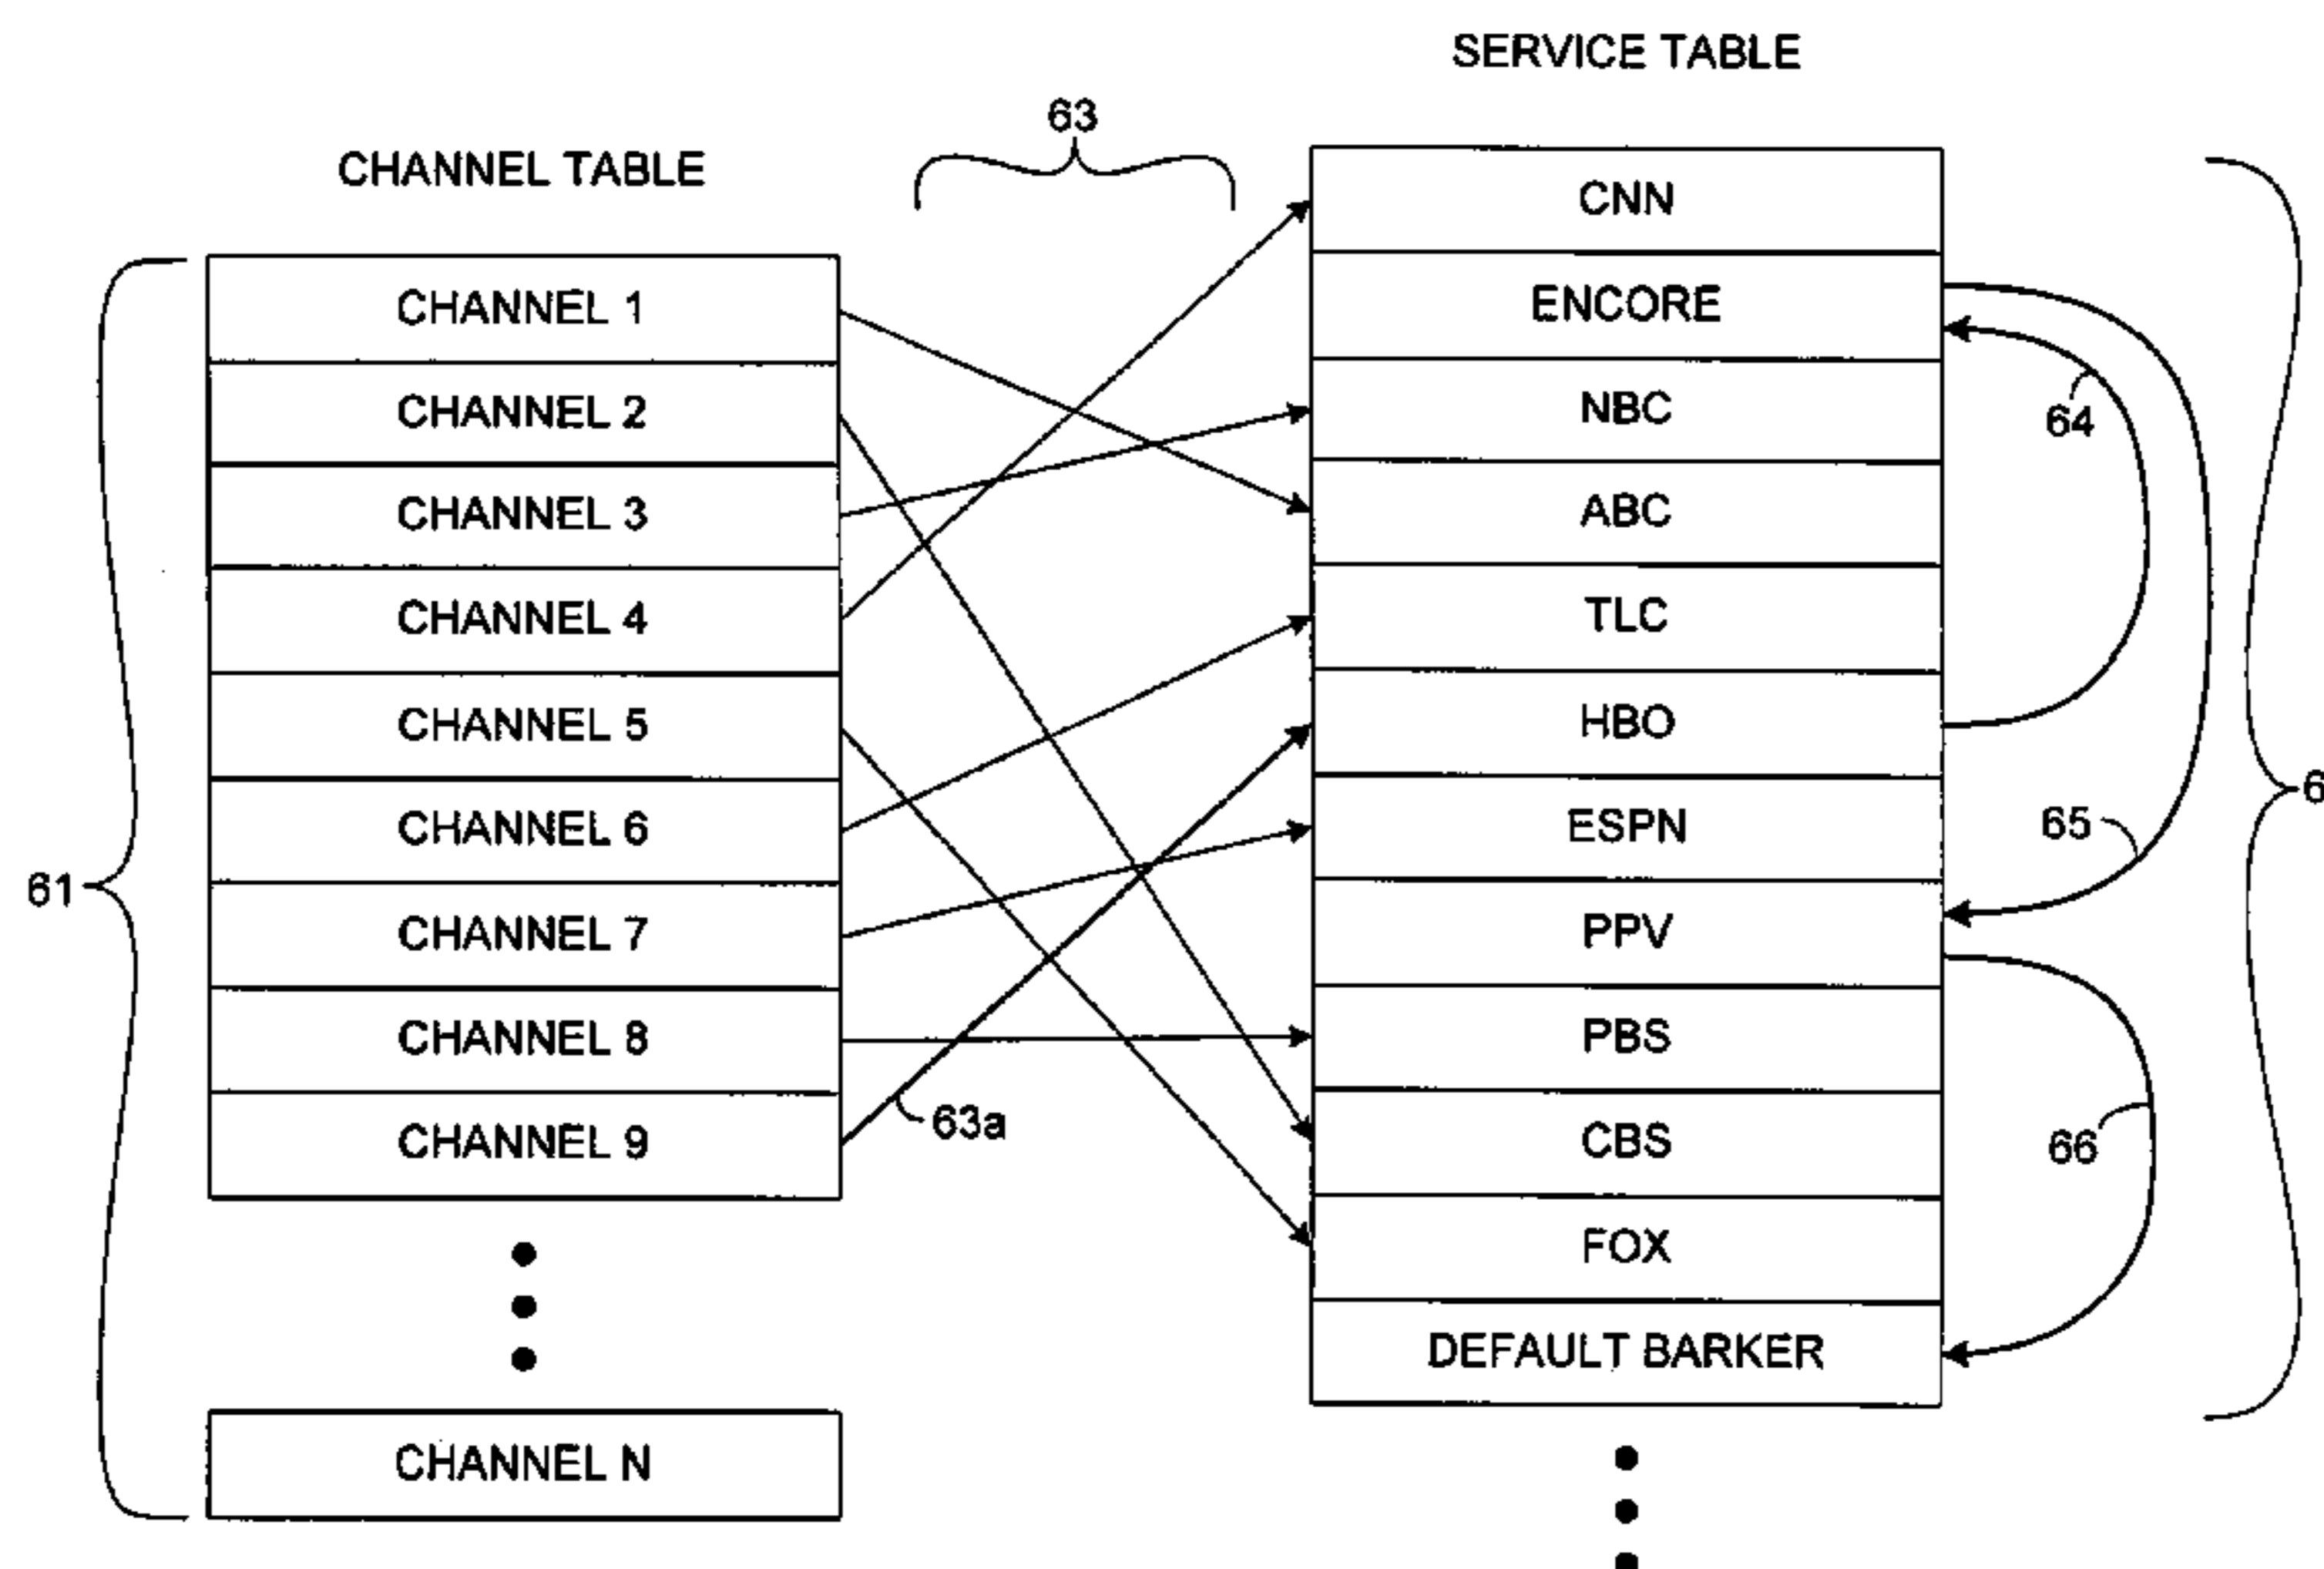 SERVICE TABLE
63
CHANNEL TABLE
CNN
CHANNEL 1
ENCORE
CHANNEL 2
NBC
64
CHANNEL 3
ABC
CHANNEL 4
TLC
CHANNEL 5
HBO
6
CHANNEL 6
ESPN
65
61
CHANNEL 7
PPV
CHANNEL 8
PBS
63a
CHANNEL 9
CBS
66
FOX
DEFAULT BARKER
CHANNEL N